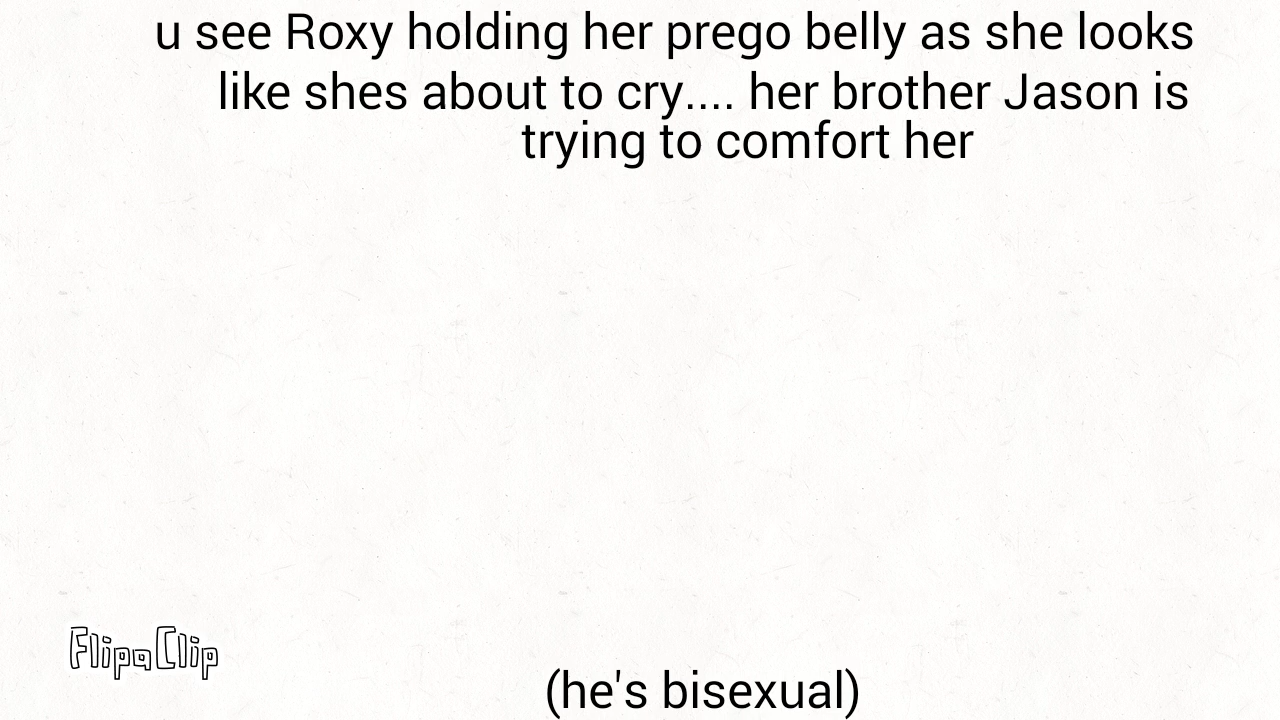 u see Roxy holding her prego belly as she looks
like shes about to cry.... her brother Jason is
trying to comfort her
FlipaClip
(he's bisexual)